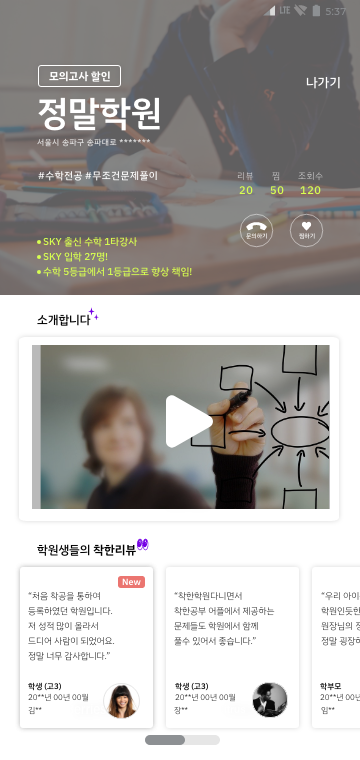 LTE 5:37
모의고사 할인
나가기
정말학원
서울시 송파구 송파대로 *******
#수학전공 #무조건문제풀이
리뷰 찜 조회수
20 50 120
문의하기 찜하기
SKY 출신 수학 1타강사
SKY 입학 27명!
수학 5등급에서 1등급으로 향상 책임!
소개합니다
학원생들의 착한리뷰
New
“처음 착공을 통하여
등록하였던 학원입니다.
저 성적 많이 올라서
드디어 사람이 되었어요.
정말 너무 감사합니다.”
학생 (고3)
20**년 00년 00월
김**
“착한학원다니면서
착한공부 어플에서 제공하는
문제들도 학원에서 함께
풀수 있어서 좋습니다.”
학생 (고3)
20**년 00년 00월
장**
“우리 아이
학원인듯한
원장님의
정말 굉장히
학부모
20**년 00
임**